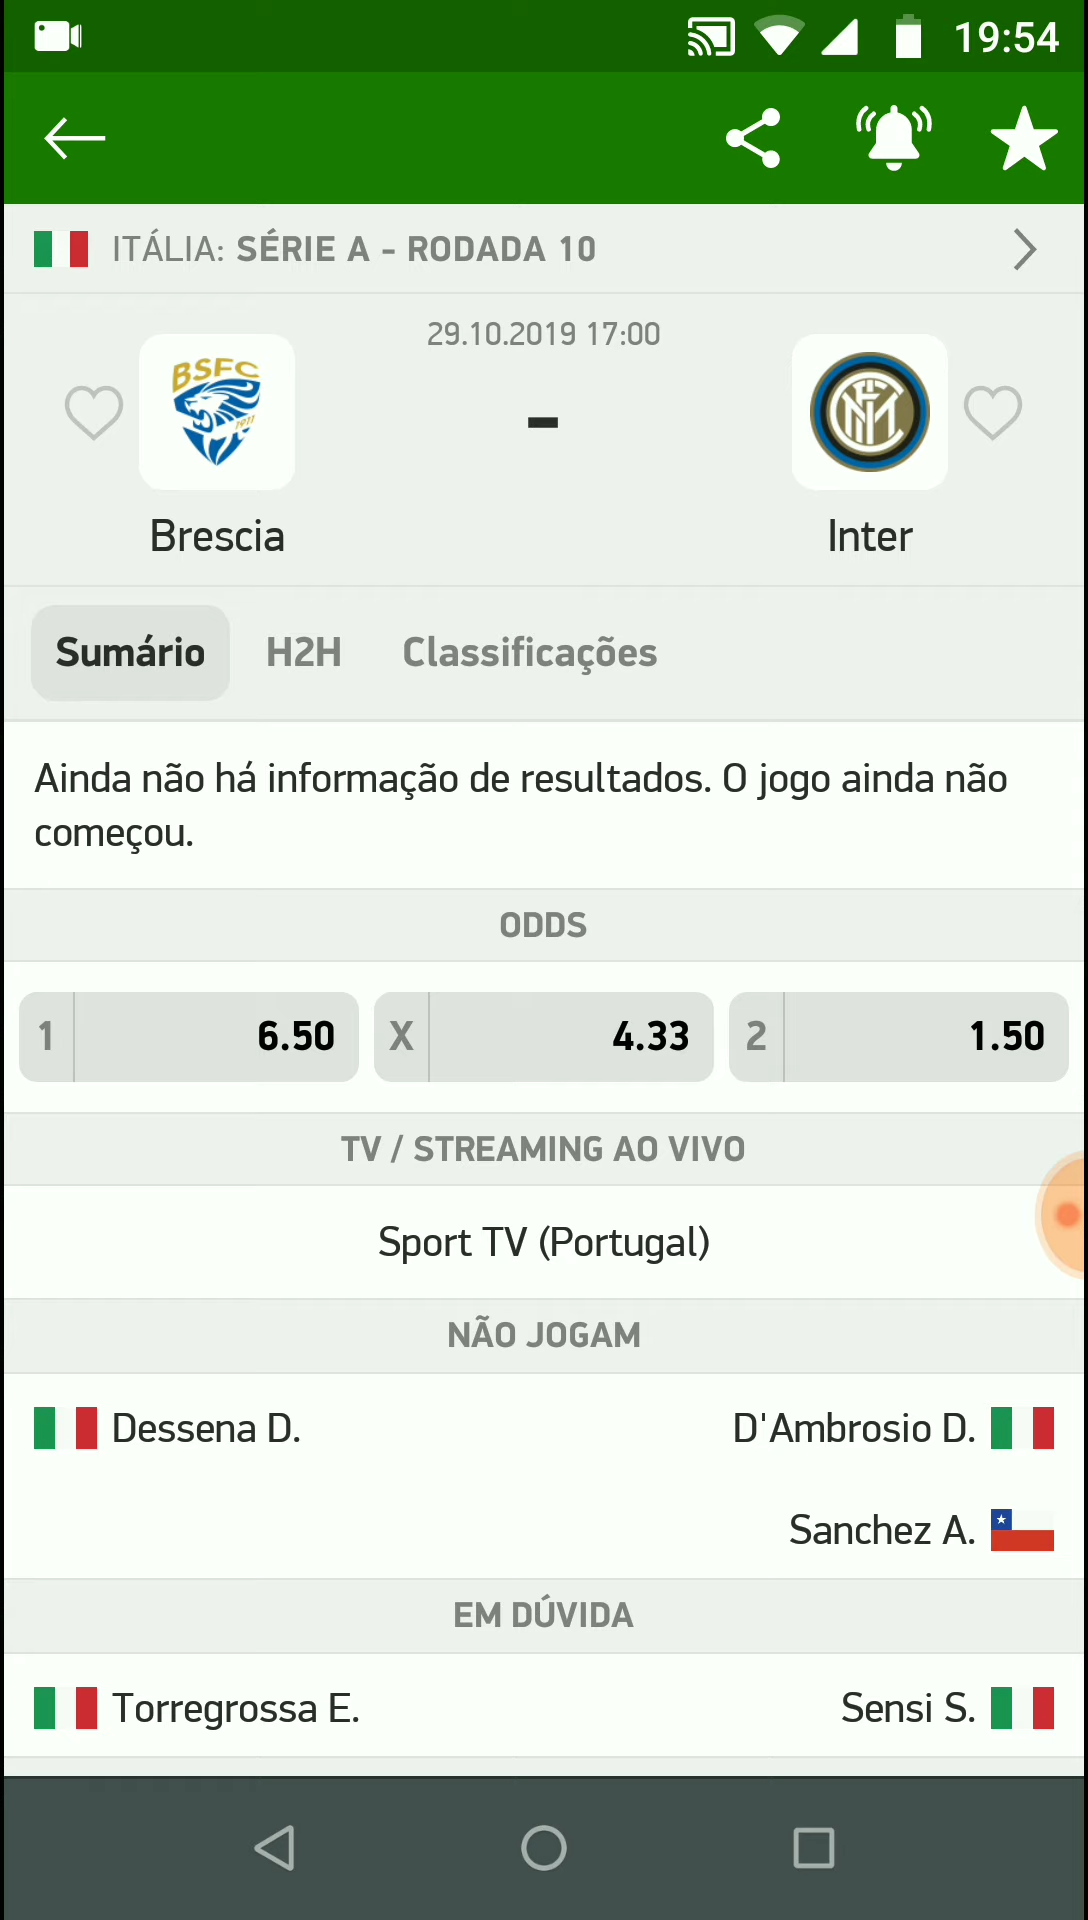 19:54
ITÁLIA: SÉRIE A - RODADA 10
29.10.2019 17:00
BSFC
1911
-
Brescia
Inter
Sumário H2H Classificações
Ainda não há informação de resultados. O jogo ainda não
começou.
ODDS
1 6.50 X 4.33 2 1.50
TV / STREAMING AO VIVO
Sport TV (Portugal)
NÃO JOGAM
Dessena D. D'Ambrosio D.
Sanchez A.
EM DÚVIDA
Torregrossa E. Sensi S.